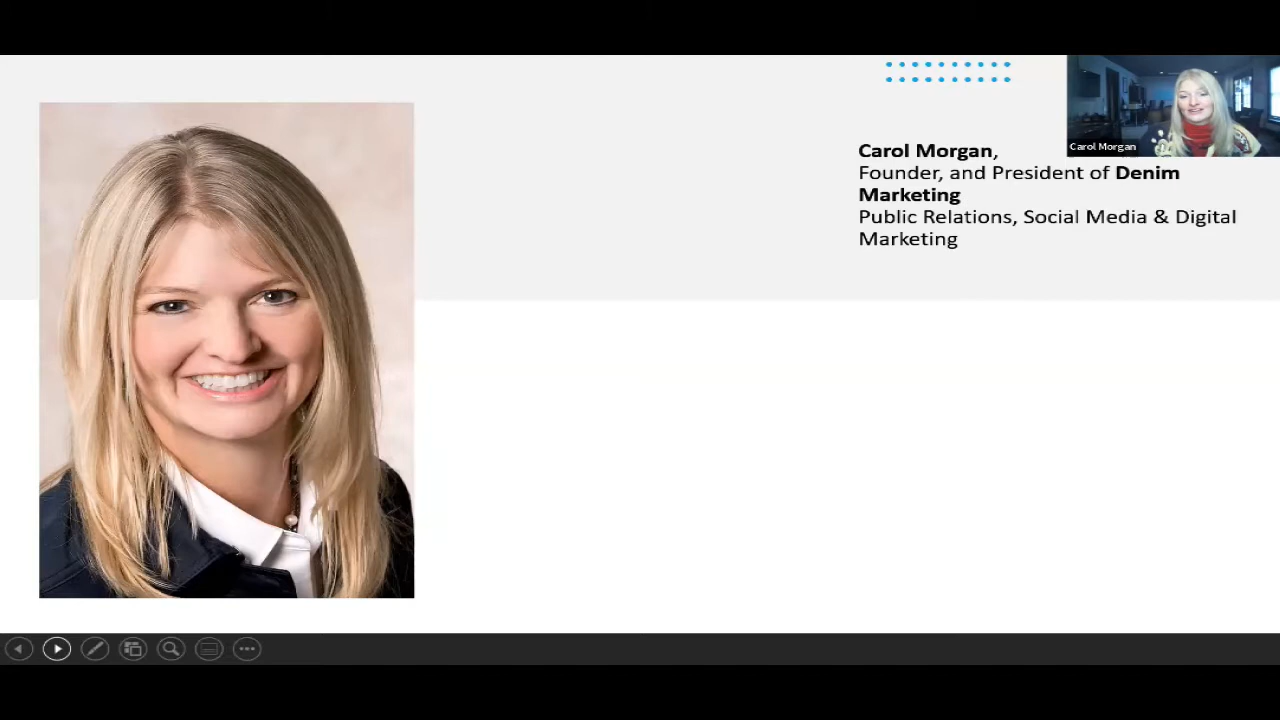 Carol Morgan
Carol Morgan,
Founder, and President of Denim
Marketing
Public Relations, Social Media & Digital
Marketing